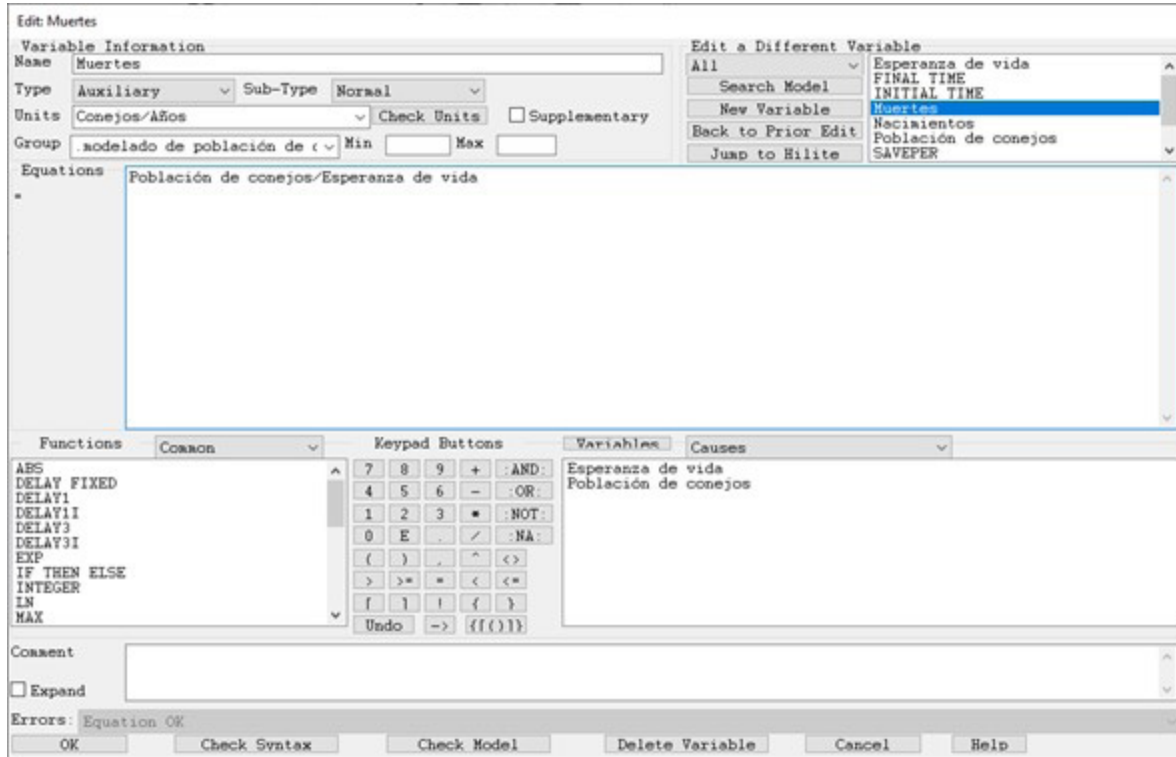 Edit: Muertes
Variable Information
Edit a Different Variable
Name Muertes
All
Esperanza de vida
FINAL TIME
INITIAL TIME
Muertes
Nacimientos
Población de conejos
SAVEPER
Type Auxiliary Sub-Type Normal
Search Model
Units Conejos/Años Check Units Supplementary
New Variable
Back to Prior Edit
Group .modelado de población de c Min Max
Jump to Hilite
Equations
=
Población de conejos/Esperanza de vida
Functions Common
Keypad Buttons
Variables Causes
ABS
DELAY FIXED
DELAY1
DELAY1I
DELAY3
DELAY3I
EXP
IF THEN ELSE
INTEGER
LN
MAX
7 8 9 + :AND:
4 5 6 - :OR:
1 2 3 * :NOT:
0 E . / :NA:
( ) , ^ <>
> >= = < <=
[ ] ! { }
Undo -> {[()]}
Esperanza de vida
Población de conejos
Comment
Expand
Errors: Equation OK
OK Check Syntax Check Model Delete Variable Cancel Help